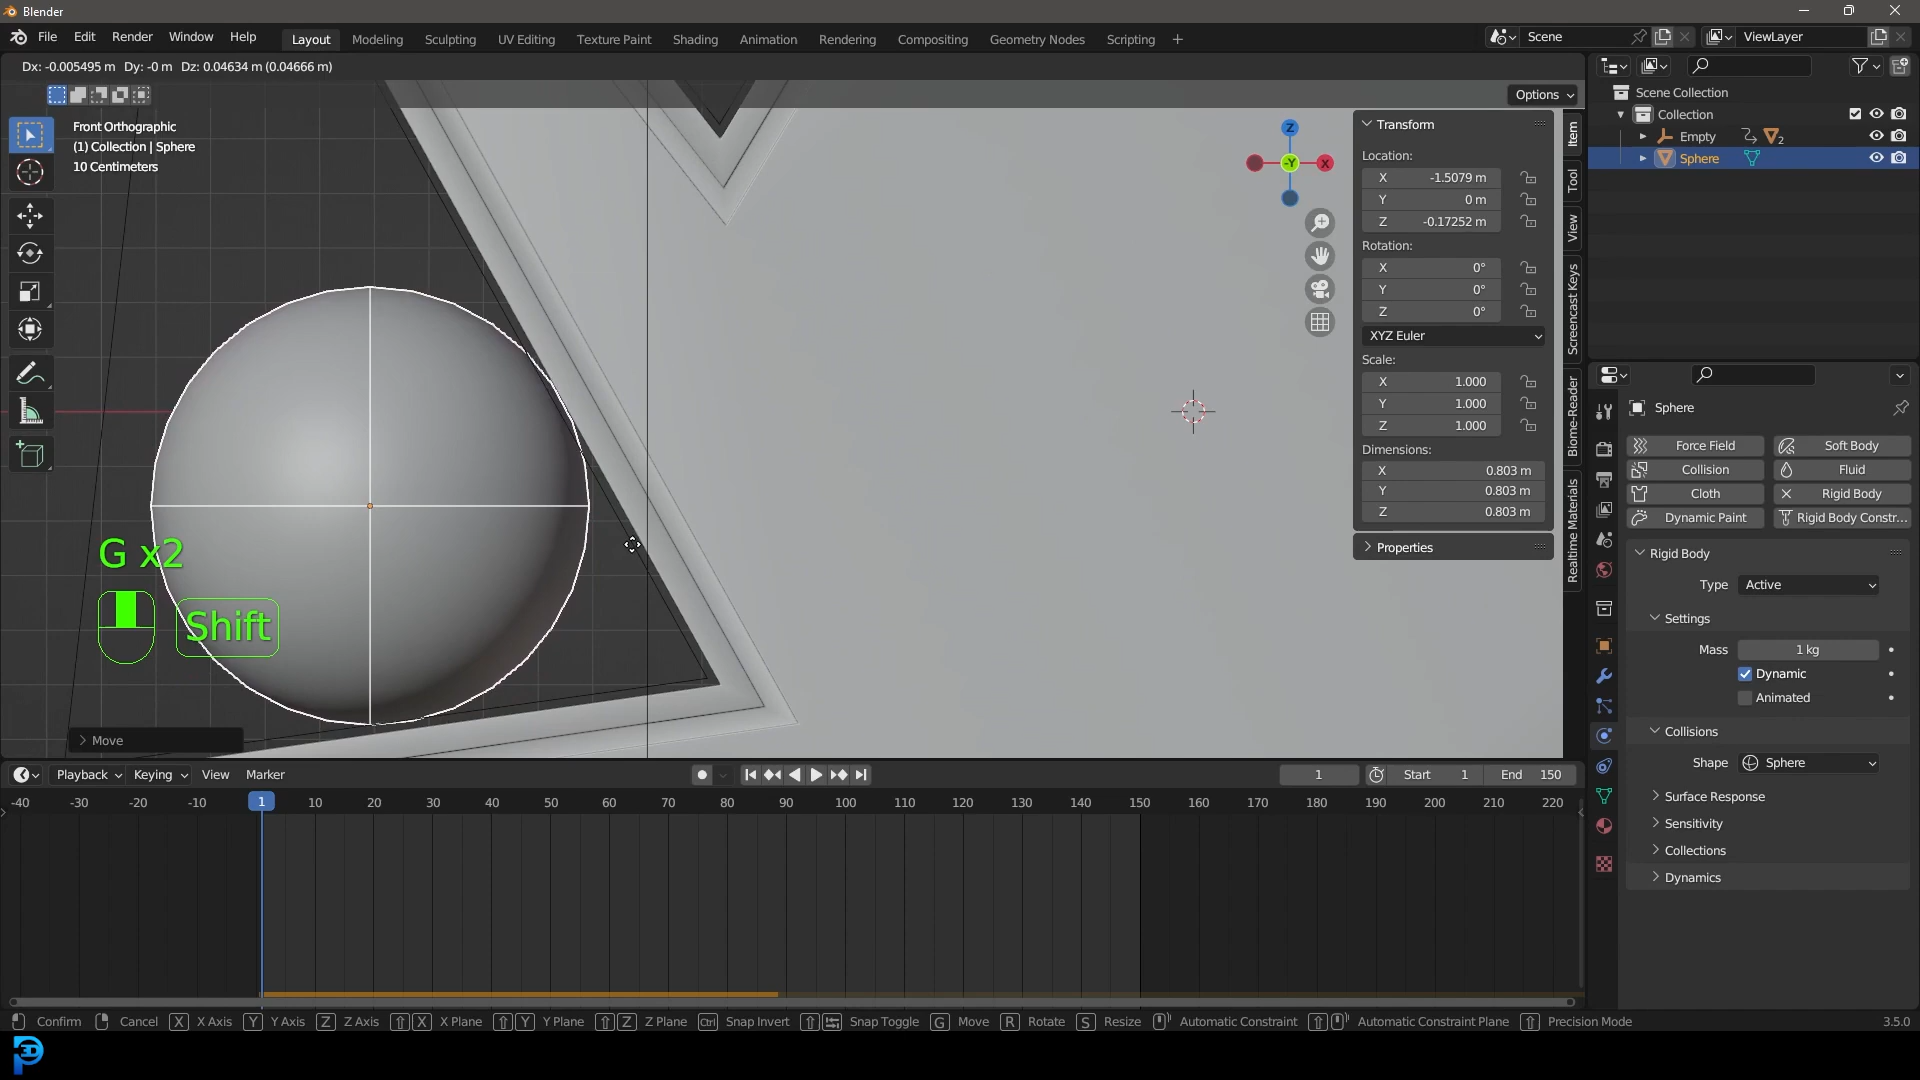 Blender
File Edit Render Window Help Layout Modeling Sculpting UV Editing Texture Paint Shading Animation Rendering Compositing Geometry Nodes Scripting + Scene ViewLayer
Dx: -0.005495 m Dy: -0 m Dz: 0.04634 m (0.04666 m)
Options
Front Orthographic
(1) Collection | Sphere
10 Centimeters
Z
-Y
X
Transform
Location:
X -1.5079 m
Y 0 m
Z -0.17252 m
Rotation:
X 0°
Y 0°
Z 0°
XYZ Euler
Scale:
X 1.000
Y 1.000
Z 1.000
Dimensions:
X 0.803 m
Y 0.803 m
Z 0.803 m
Properties
Item
Tool
View
Screencast Keys
Biome-Reader
Realtime Materials
Scene Collection
Collection
Empty 2
Sphere
Sphere
Force Field Soft Body
Collision Fluid
Cloth Rigid Body
Dynamic Paint Rigid Body Constr...
Rigid Body
Type Active
Settings
Mass 1 kg
Dynamic
Animated
Collisions
Shape Sphere
Surface Response
Sensitivity
Collections
Dynamics
G x2
Shift
Move
Playback Keying View Marker 1 Start 1 End 150
-40 -30 -20 -10 1 10 20 30 40 50 60 70 80 90 100 110 120 130 140 150 160 170 180 190 200 210 220
Confirm Cancel X X Axis Y Y Axis Z Z Axis X X Plane Y Y Plane Z Z Plane Ctrl Snap Invert Snap Toggle G Move R Rotate S Resize Automatic Constraint Automatic Constraint Plane Precision Mode 3.5.0
3D